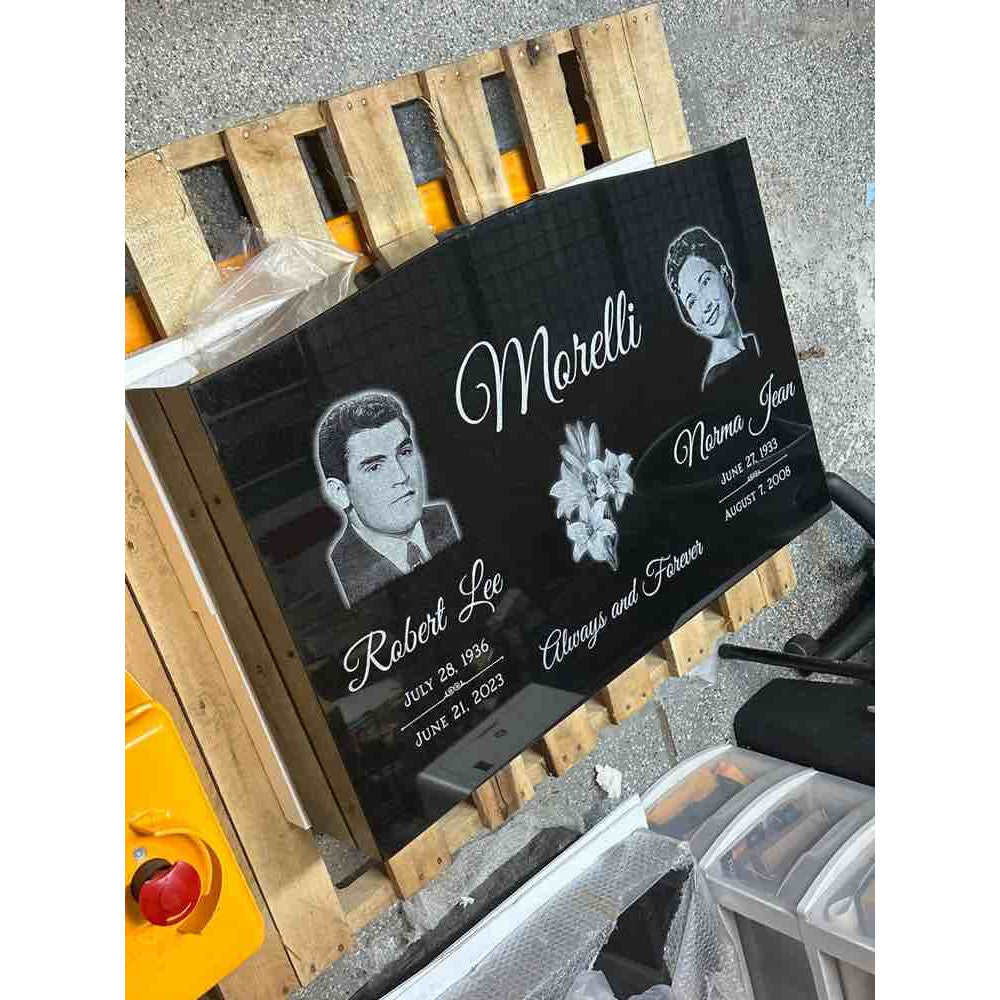 Morelli
Robert Lee
JULY 28, 1936
JUNE 21, 2023
Norma Jean
JUNE 27, 1933
AUGUST 7, 2008
Always and Forever